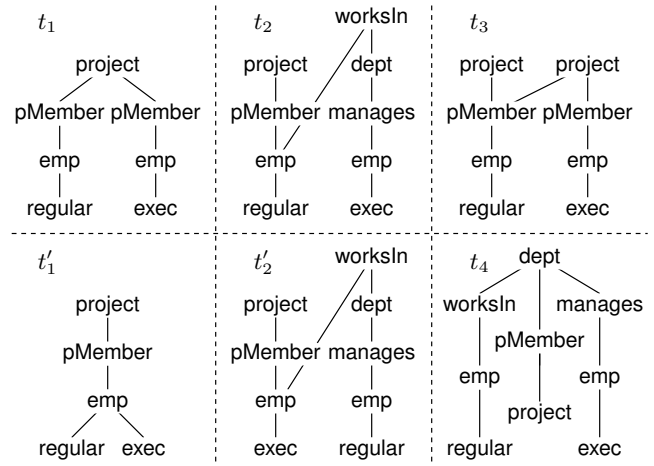 t₁
project
pMember pMember
emp emp
regular exec
t₂
worksIn
project dept
pMember manages
emp emp
regular exec
t₃
project project
pMember pMember
emp emp
regular exec
t₁′
project
pMember
emp
regular exec
t₂′
worksIn
project dept
pMember manages
emp emp
exec regular
t₄
dept
worksIn manages
pMember
emp emp
project
regular exec